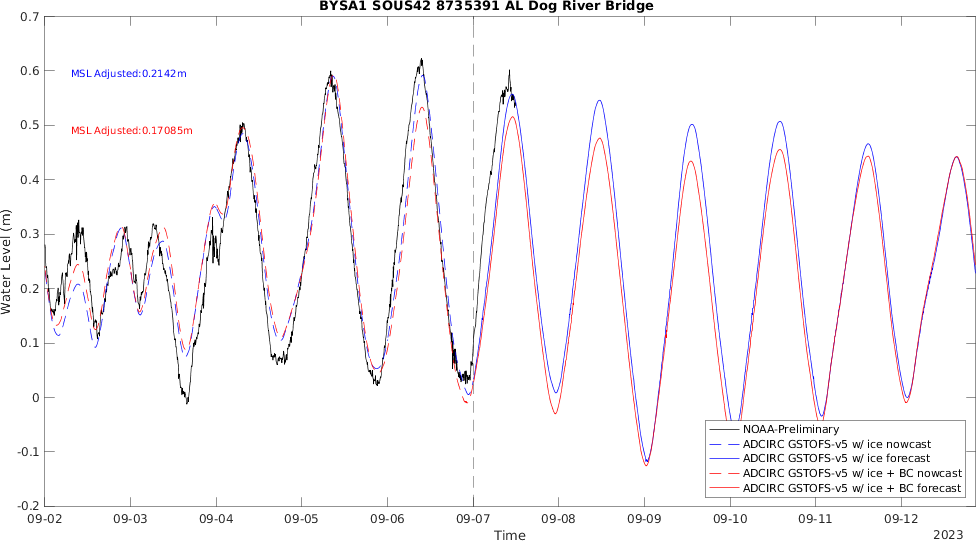 BYSA1 SOUS42 8735391 AL Dog River Bridge
0.7
0.6
0.5
0.4
0.3
0.2
0.1
0
-0.1
-0.2
Water Level (m)
MSL Adjusted:0.2142m
MSL Adjusted:0.17085m
NOAA-Preliminary
ADCIRC GSTOFS-v5 w/ ice nowcast
ADCIRC GSTOFS-v5 w/ ice forecast
ADCIRC GSTOFS-v5 w/ ice + BC nowcast
ADCIRC GSTOFS-v5 w/ ice + BC forecast
09-02 09-03 09-04 09-05 09-06 09-07 09-08 09-09 09-10 09-11 09-12
Time
2023